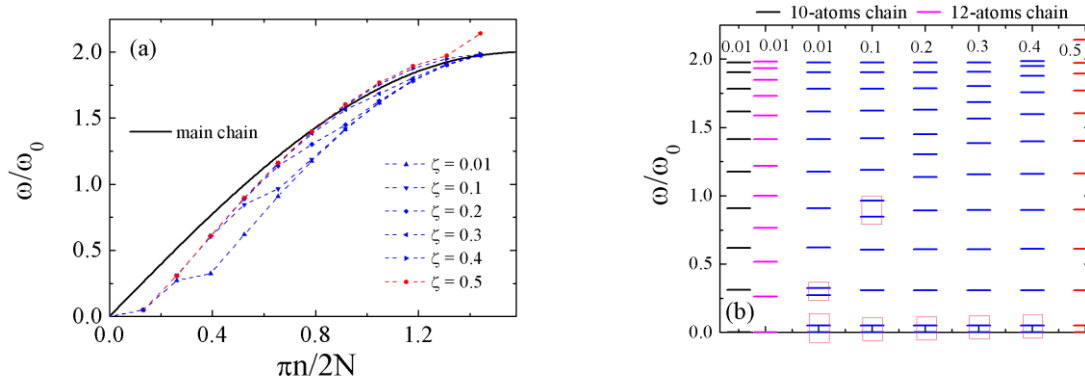 (a)
2.0
1.5
1.0
0.5
0.0
ω/ω0
main chain
ζ = 0.01
ζ = 0.1
ζ = 0.2
ζ = 0.3
ζ = 0.4
ζ = 0.5
0.0 0.4 0.8 1.2
πn/2N
10-atoms chain 12-atoms chain
0.01 0.01 0.01 0.1 0.2 0.3 0.4 0.5
2.0
1.5
1.0
0.5
0.0
ω/ω0
(b)